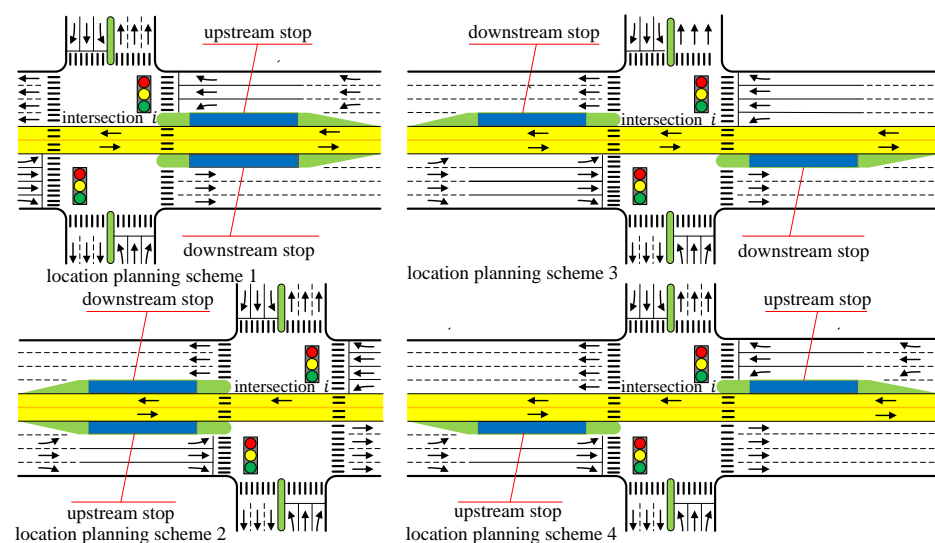 upstream stop
intersection i
downstream stop
location planning scheme 1
downstream stop
intersection i
downstream stop
location planning scheme 3
downstream stop
intersection i
upstream stop
location planning scheme 2
upstream stop
intersection i
upstream stop
location planning scheme 4